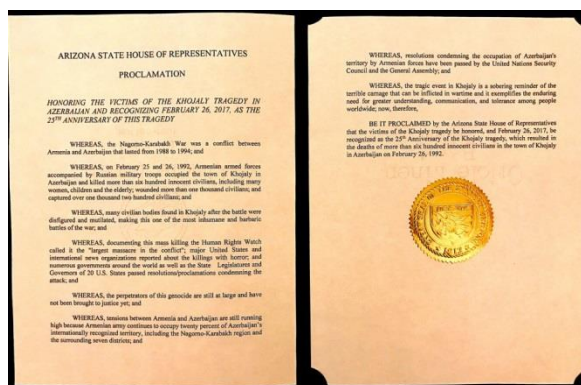 ARIZONA STATE HOUSE OF REPRESENTATIVES
PROCLAMATION
HONORING THE VICTIMS OF THE KHOJALY TRAGEDY IN
AZERBAIJAN AND RECOGNIZING FEBRUARY 26, 2017, AS THE
25TH ANNIVERSARY OF THIS TRAGEDY
WHEREAS, the Nagorno-Karabakh War was a conflict between
Armenia and Azerbaijan that lasted from 1988 to 1994; and
WHEREAS, on February 25 and 26, 1992, Armenian armed forces
accompanied by Russian military troops occupied the town of Khojaly in
Azerbaijan and killed more than six hundred innocent civilians, including many
women, children and the elderly; wounded more than one thousand civilians; and
captured over one thousand two hundred civilians; and
WHEREAS, many civilian bodies found in Khojaly after the battle were
disfigured and mutilated, making this one of the most inhumane and barbaric
battles of the war; and
WHEREAS, documenting this mass killing the Human Rights Watch
called it the "largest massacre in the conflict"; major United States and
international news organizations reported about the killings with horror; and
numerous governments around the world as well as the State Legislatures and
Governors of 20 U.S. States passed resolutions/proclamations condemning the
attack; and
WHEREAS, the perpetrators of this genocide are still at large and have
not been brought to justice yet; and
WHEREAS, tensions between Armenia and Azerbaijan are still running
high because Armenian army continues to occupy twenty percent of Azerbaijan's
internationally recognized territory, including the Nagorno-Karabakh region and
the surrounding seven districts; and
WHEREAS, resolutions condemning the occupation of Azerbaijan's
territory by Armenian forces have been passed by the United Nations Security
Council and the General Assembly; and
WHEREAS, the tragic event in Khojaly is a sobering reminder of the
terrible carnage that can be inflicted in wartime and it exemplifies the enduring
need for greater understanding, communication, and tolerance among people
worldwide; now, therefore,
BE IT PROCLAIMED by the Arizona State House of Representatives
that the victims of the Khojaly tragedy be honored, and February 26, 2017, be
recognized as the 25th Anniversary of the Khojaly tragedy, which resulted in
the deaths of more than six hundred innocent civilians in the town of Khojaly
in Azerbaijan on February 26, 1992.
1912